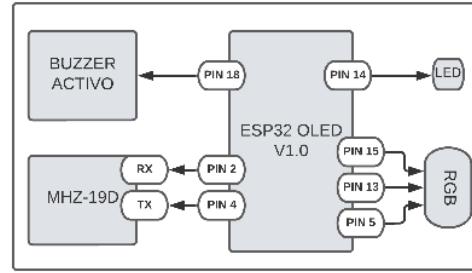 BUZZER
ACTIVO
PIN 18
PIN 14
LED
ESP32 OLED
V1.0
PIN 15
RX
PIN 2
PIN 13
RGB
MHZ-19D
TX
PIN 4
PIN 5